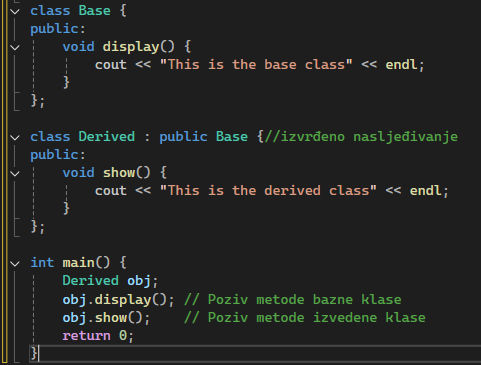 class Base {
public:
    void display() {
        cout << "This is the base class" << endl;
    }
};

class Derived : public Base {//izvrđeno nasljeđivanje
public:
    void show() {
        cout << "This is the derived class" << endl;
    }
};

int main() {
    Derived obj;
    obj.display(); // Poziv metode bazne klase
    obj.show();    // Poziv metode izvedene klase
    return 0;
}